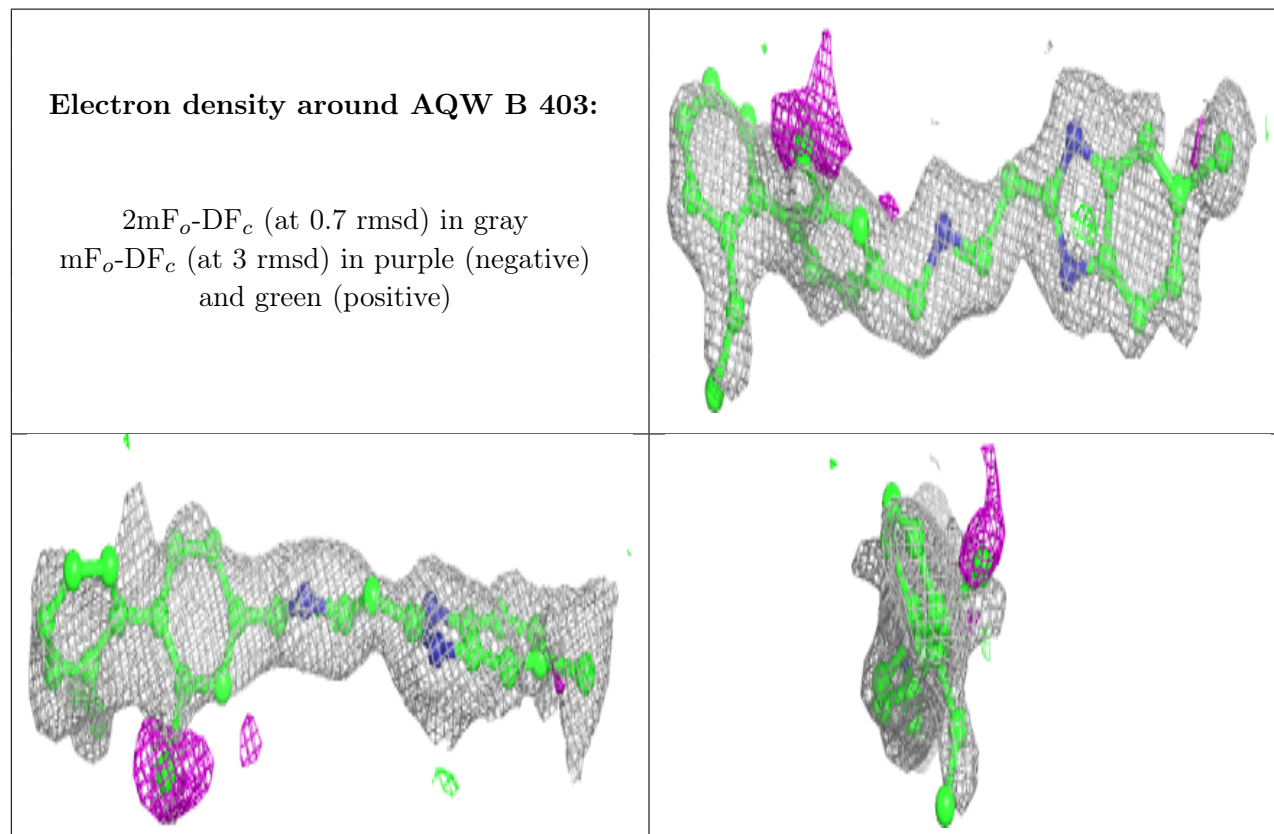 Electron density around AQW B 403:
2mFₒ-DF𝒸 (at 0.7 rmsd) in gray
mFₒ-DF𝒸 (at 3 rmsd) in purple (negative)
and green (positive)